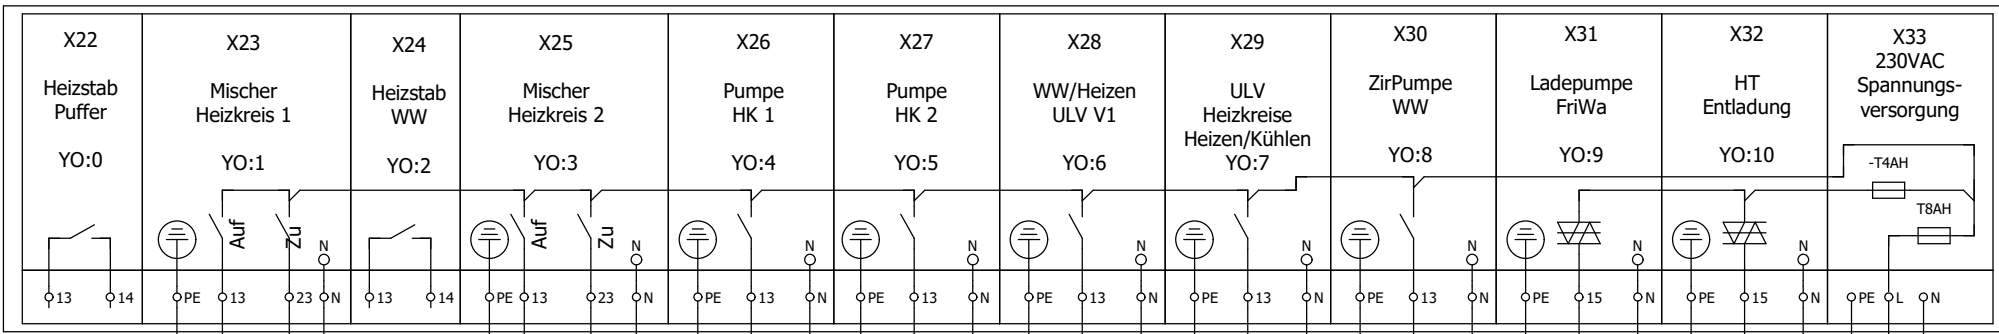 X22
Heizstab
Puffer
YO:0
13
14
X23
Mischer
Heizkreis 1
YO:1
Auf
Zu
N
PE
13
23
N
X24
Heizstab
WW
YO:2
13
14
X25
Mischer
Heizkreis 2
YO:3
Auf
Zu
N
PE
13
23
N
X26
Pumpe
HK 1
YO:4
N
PE
13
N
X27
Pumpe
HK 2
YO:5
N
PE
13
N
X28
WW/Heizen
ULV V1
YO:6
N
PE
13
N
X29
ULV
Heizkreise
Heizen/Kühlen
YO:7
N
PE
13
N
X30
ZirPumpe
WW
YO:8
N
PE
13
N
X31
Ladepumpe
FriWa
YO:9
N
PE
15
N
X32
HT
Entladung
YO:10
N
PE
15
N
X33
230VAC
Spannungs-
versorgung
-T4AH
T8AH
PE
L
N